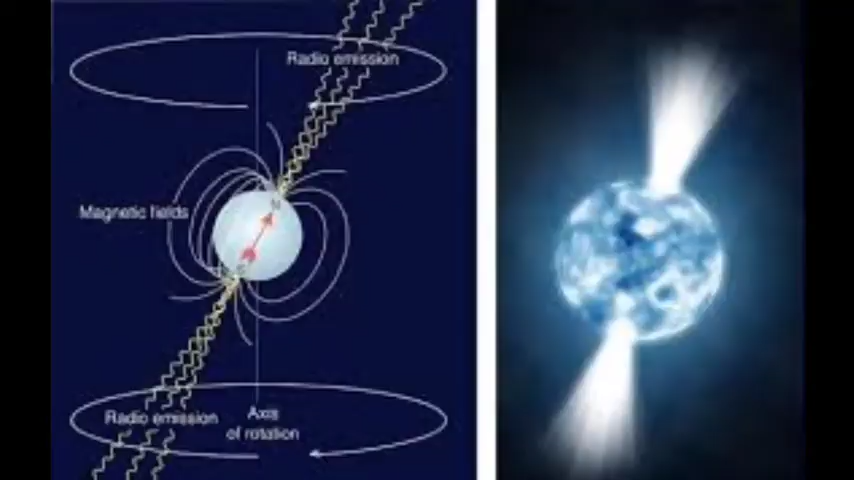 Radio emission
Magnetic fields
Radio emission
Axis
of rotation